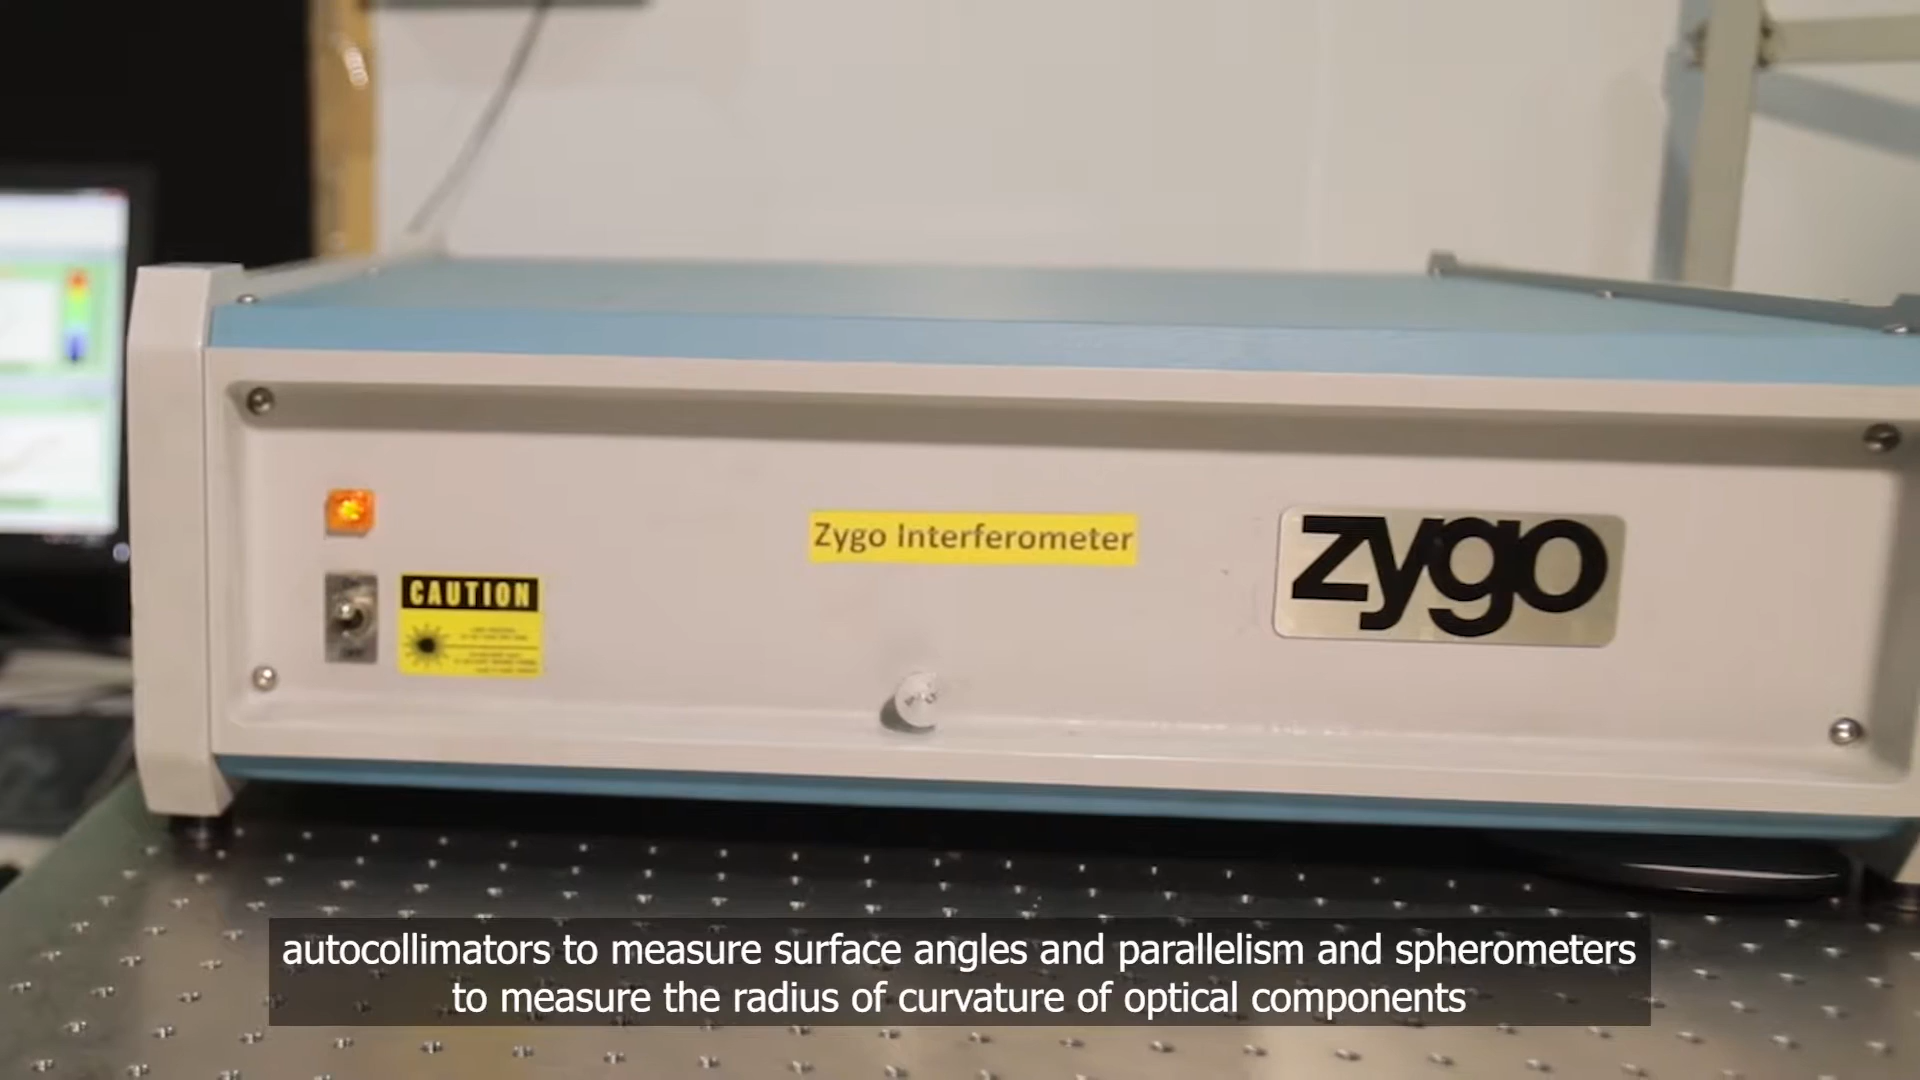 Zygo Interferometer
zygo
CAUTION
autocollimators to measure surface angles and parallelism and spherometers
to measure the radius of curvature of optical components